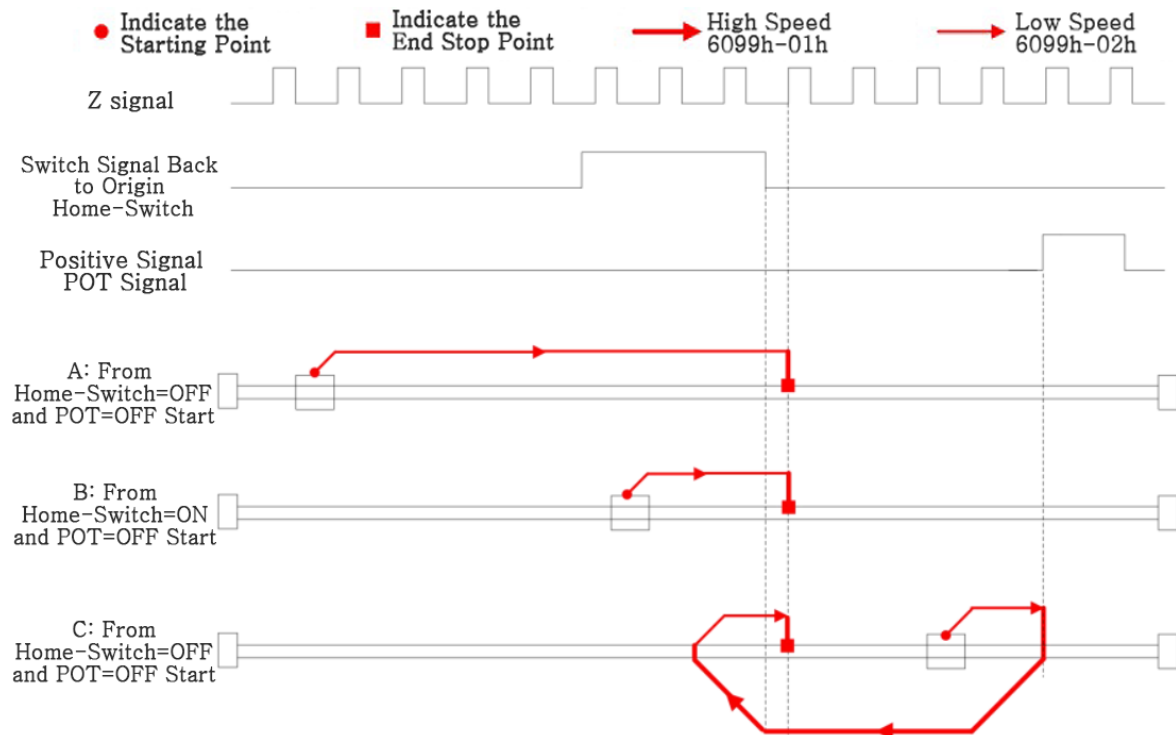 Indicate the
Starting Point
Indicate the
End Stop Point
High Speed
6099h-01h
Low Speed
6099h-02h
Z signal
Switch Signal Back
to Origin
Home-Switch
Positive Signal
POT Signal
A: From
Home-Switch=OFF
and POT=OFF Start
B: From
Home-Switch=ON
and POT=OFF Start
C: From
Home-Switch=OFF
and POT=OFF Start